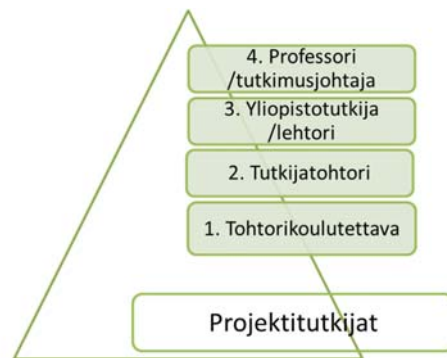 4. Professori
/tutkimusjohtaja
3. Yliopistotutkija
/lehtori
2. Tutkijatohtori
1. Tohtorikoulutettava
Projektitutkijat